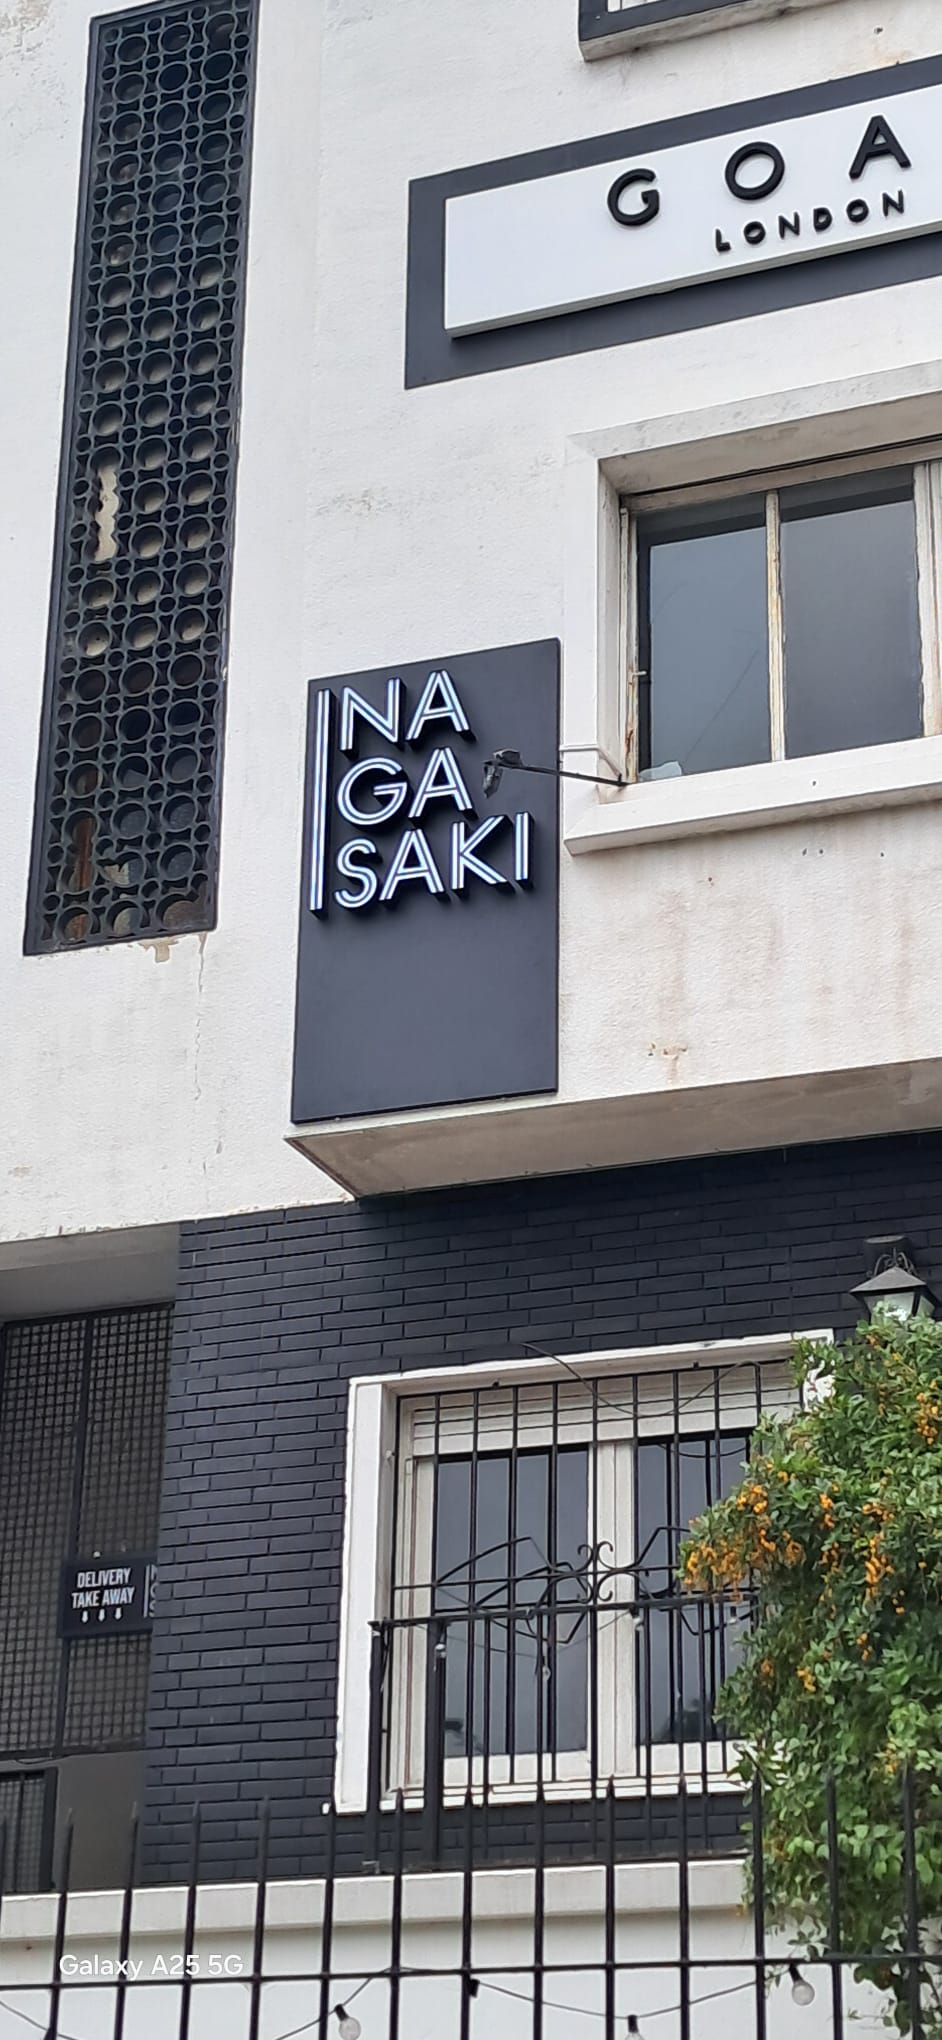 GOA
LONDON
NA
GA
SAKI
DELIVERY
TAKE AWAY
Galaxy A25 5G